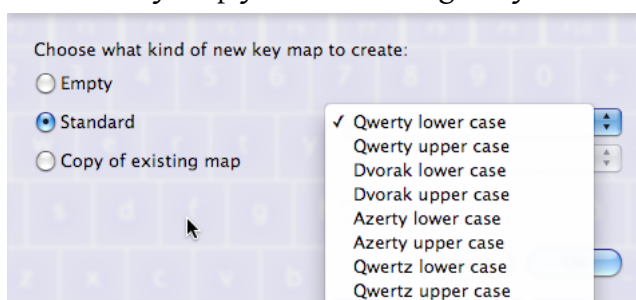 Choose what kind of new key map to create:
Empty
Standard
✓ Qwerty lower case
Qwerty upper case
Copy of existing map
Dvorak lower case
Dvorak upper case
Azerty lower case
Azerty upper case
Qwertz lower case
Qwertz upper case